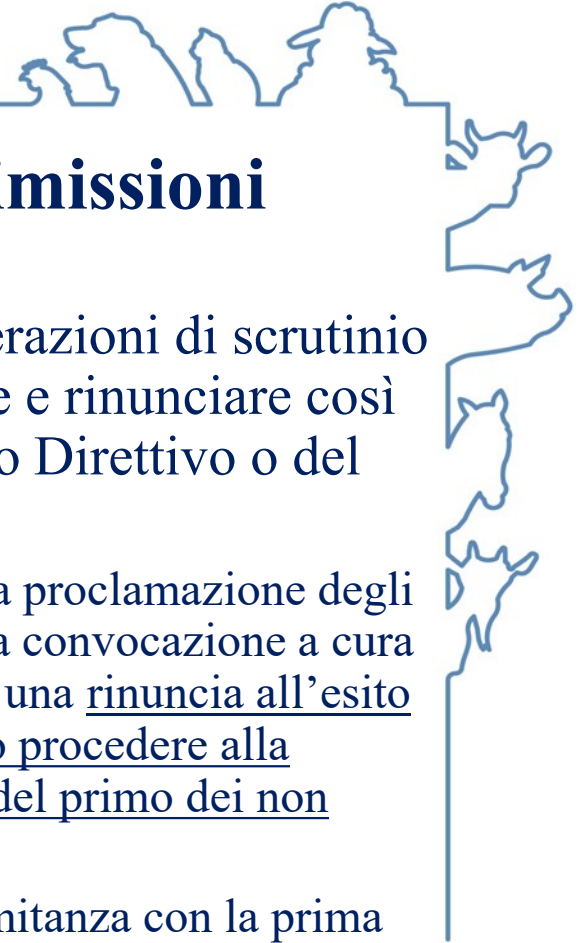 imissioni
erazioni di scrutinio
e e rinunciare così
o Direttivo o del
a proclamazione degli
a convocazione a cura
una rinuncia all’esito
o procedere alla
del primo dei non
mitanza con la prima